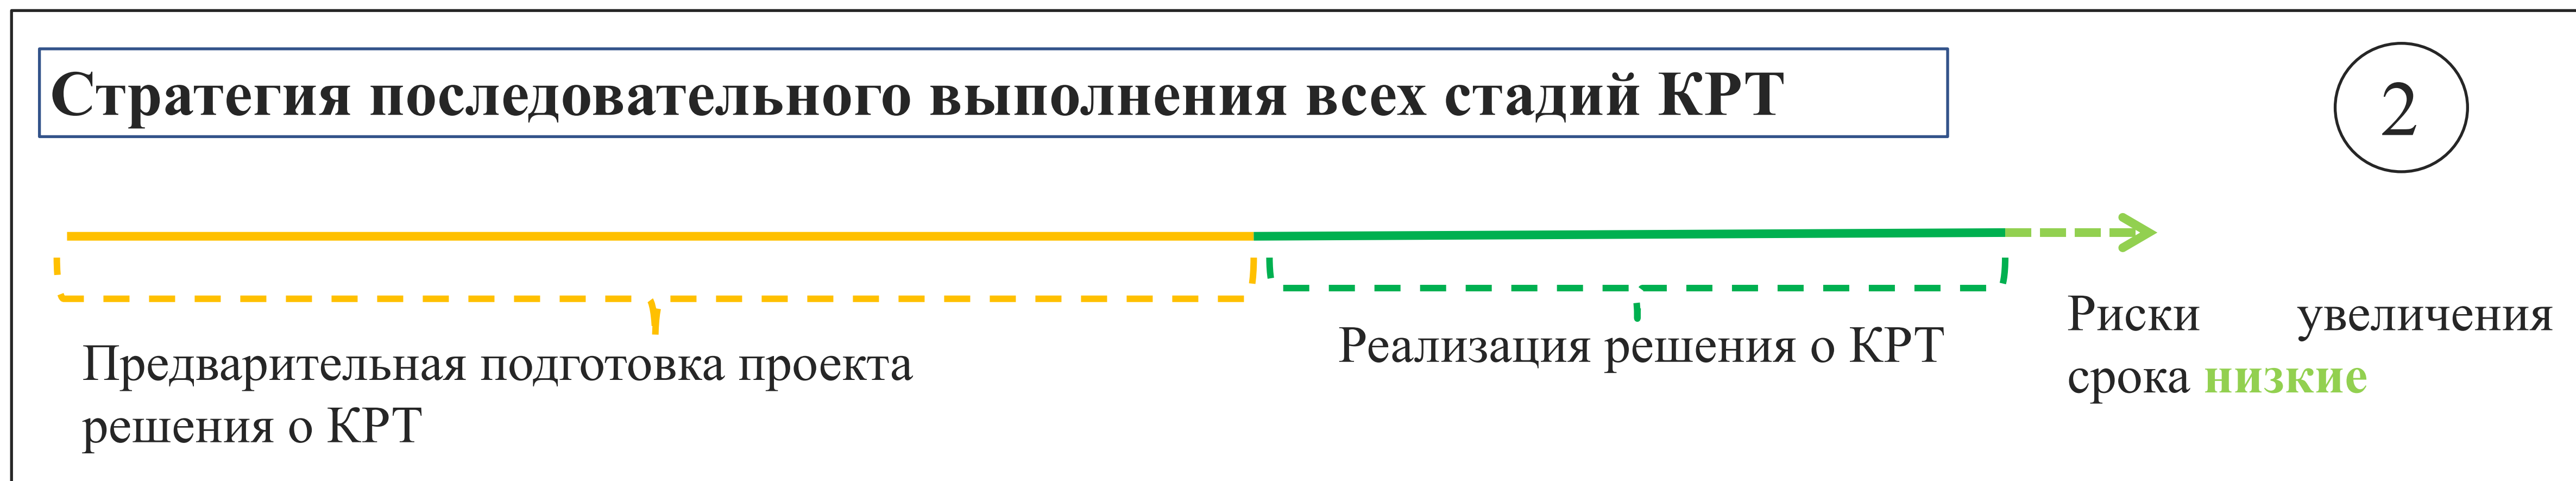 Стратегия последовательного выполнения всех стадий КРТ
2
Предварительная подготовка проекта
решения о КРТ
Реализация решения о КРТ
Риски увеличения
срока низкие